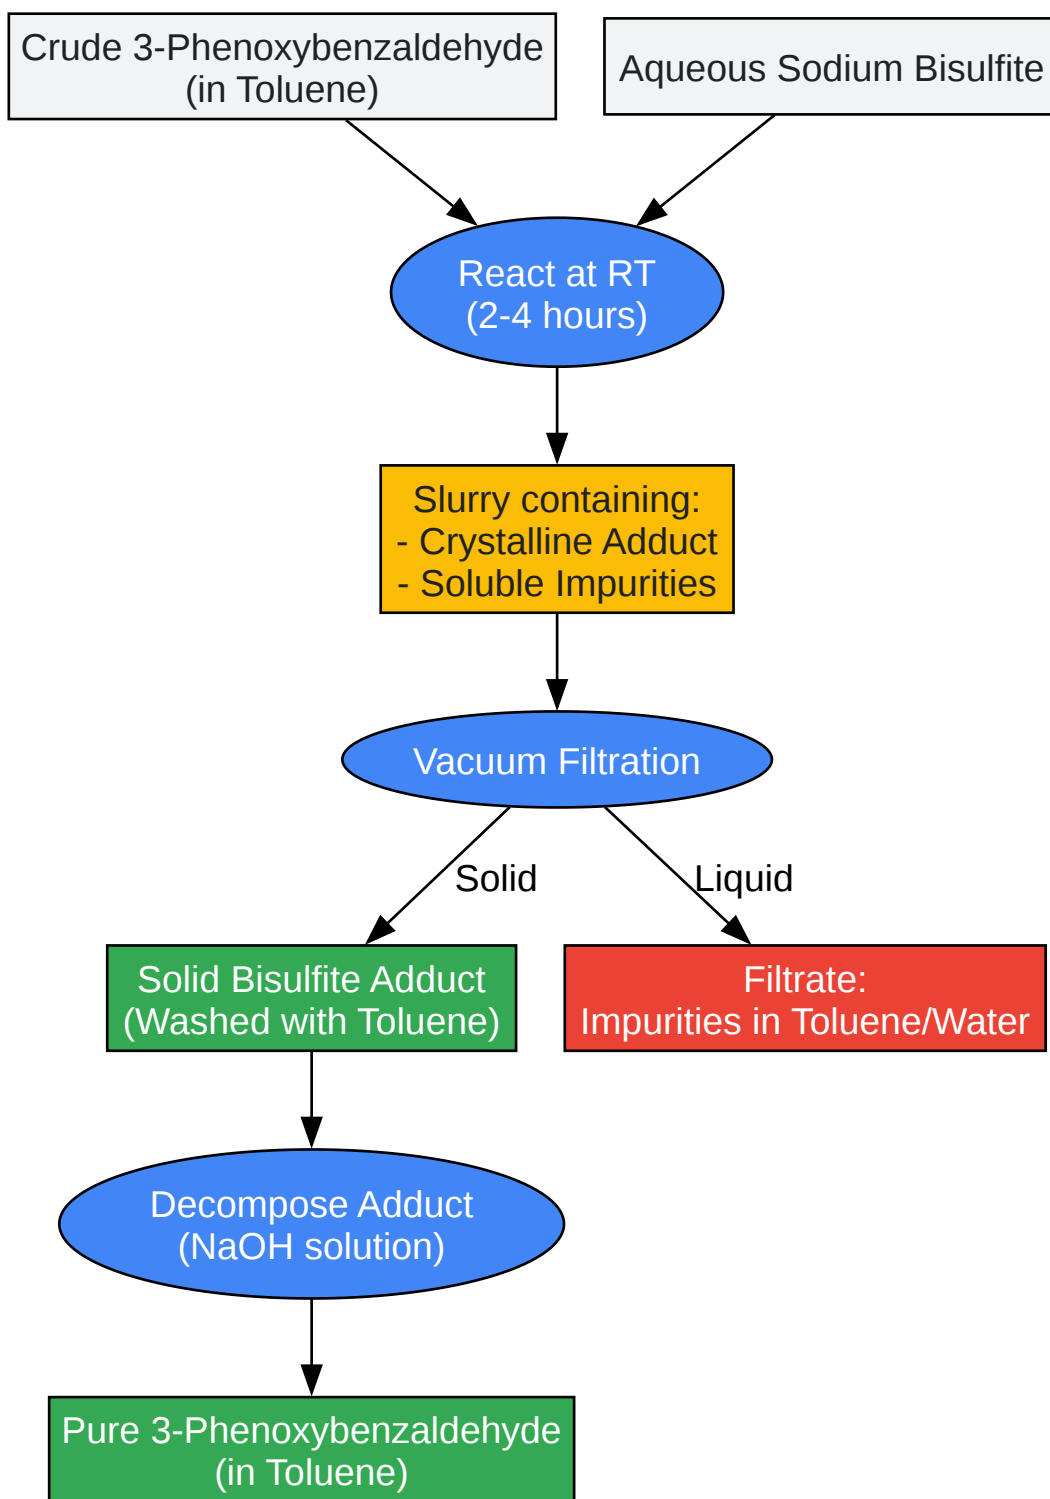 Crude 3-Phenoxybenzaldehyde
(in Toluene)
Aqueous Sodium Bisulfite
React at RT
(2-4 hours)
Slurry containing:
- Crystalline Adduct
- Soluble Impurities
Vacuum Filtration
Solid
Liquid
Solid Bisulfite Adduct
(Washed with Toluene)
Filtrate:
Impurities in Toluene/Water
Decompose Adduct
(NaOH solution)
Pure 3-Phenoxybenzaldehyde
(in Toluene)